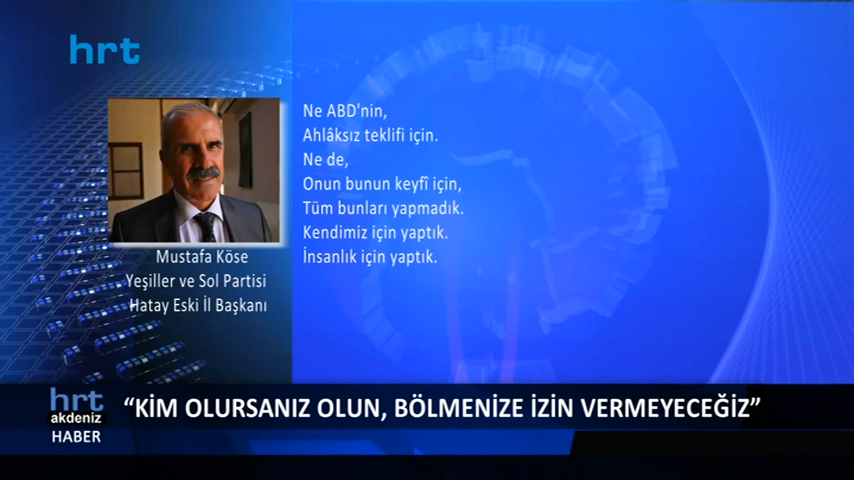 hrt
Ne ABD'nin,
Ahlâksız teklifi için.
Ne de,
Onun bunun keyfî için,
Tüm bunları yapmadık.
Kendimiz için yaptık.
İnsanlık için yaptık.
Mustafa Köse
Yeşiller ve Sol Partisi
Hatay Eski İl Başkanı
hrt
akdeniz
HABER
“KİM OLURSANIZ OLUN, BÖLMENİZE İZİN VERMEYECEĞİZ”